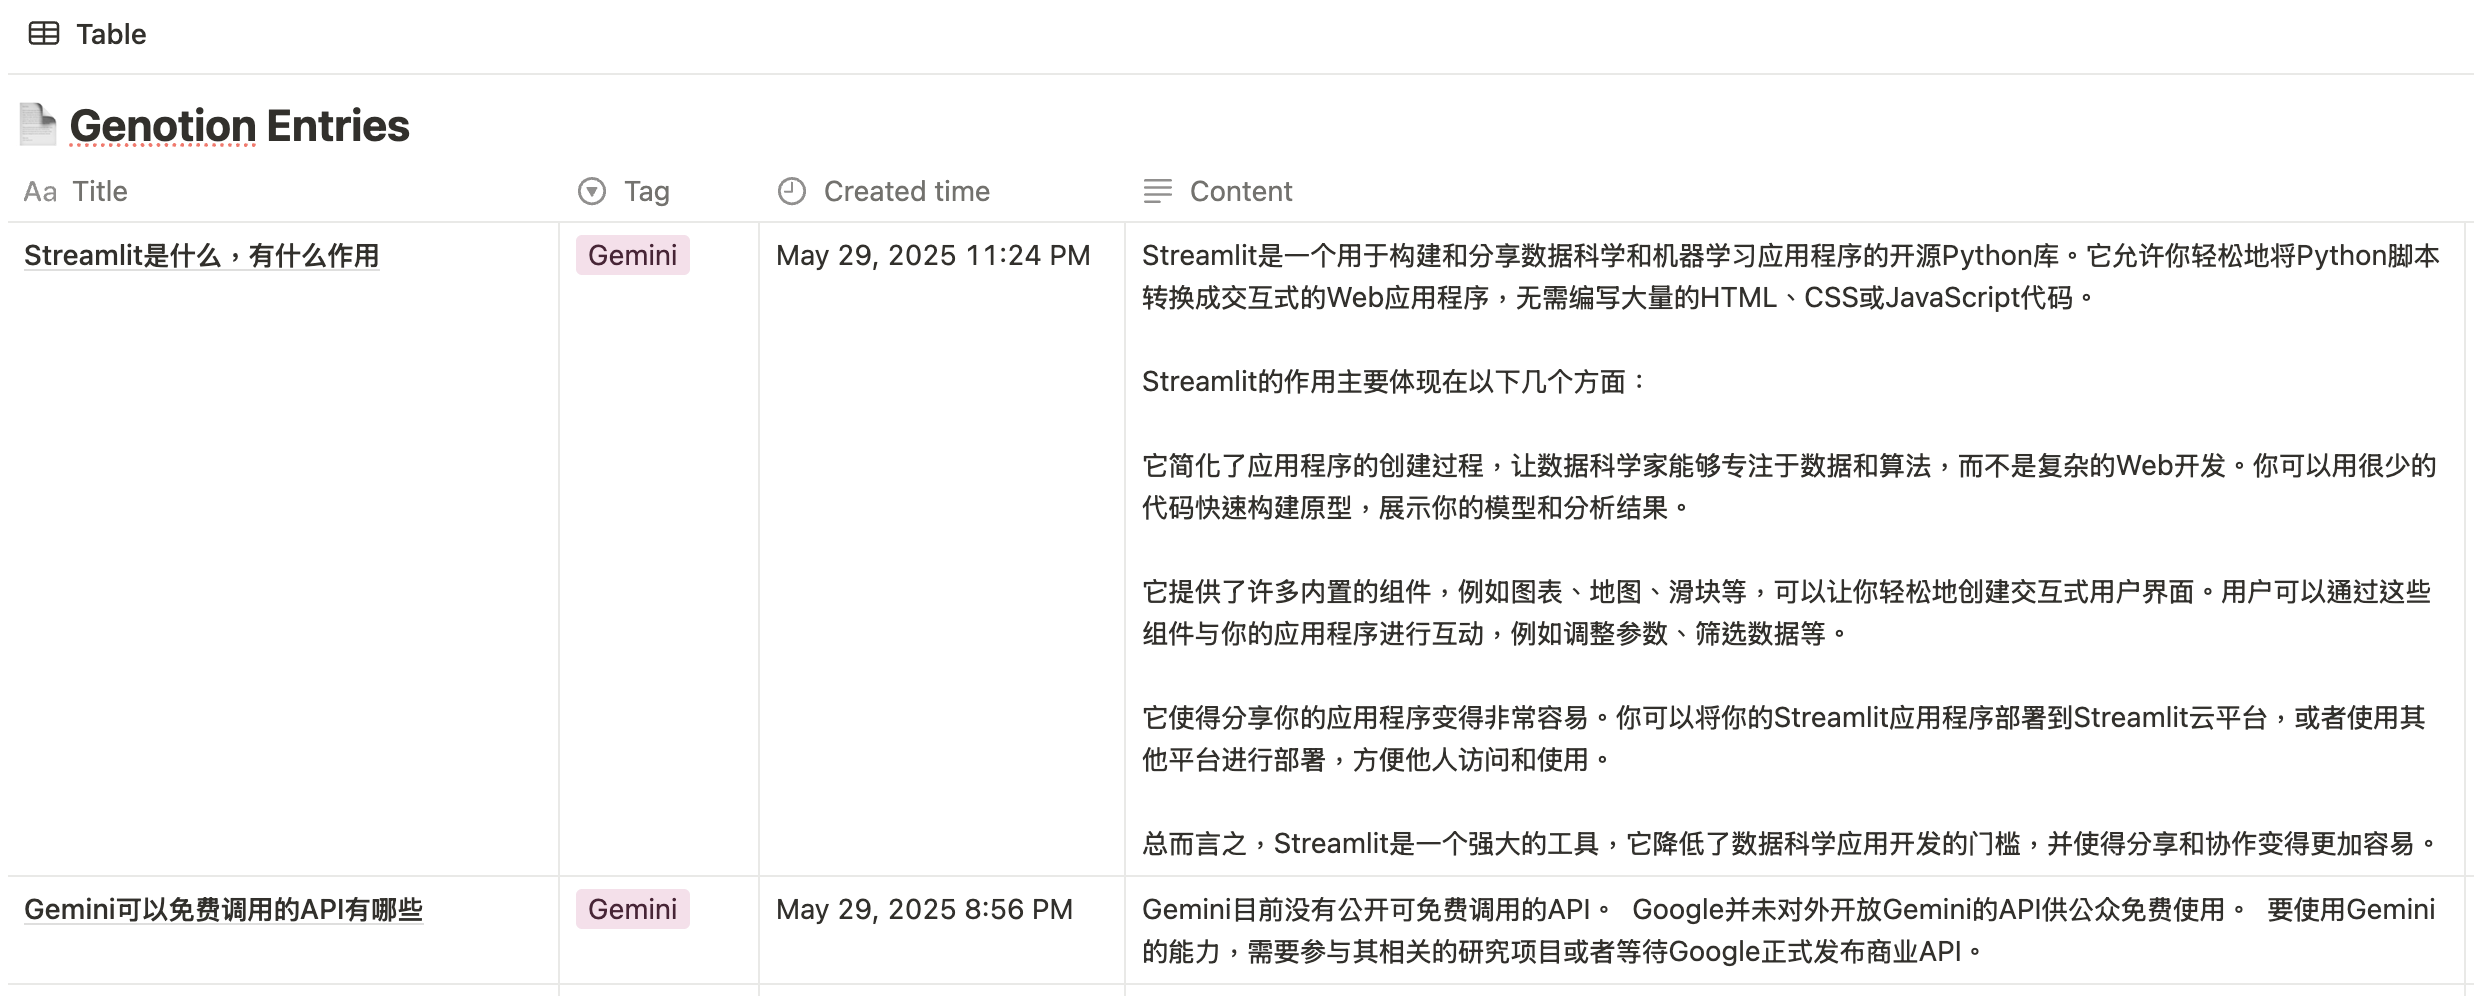 Table
Genotion Entries
Aa Title
Tag
Created time
Content
Streamlit是什么，有什么作用
Gemini
May 29, 2025 11:24 PM
Streamlit是一个用于构建和分享数据科学和机器学习应用程序的开源Python库。它允许你轻松地将Python脚本
转换成交互式的Web应用程序，无需编写大量的HTML、CSS或JavaScript代码。
Streamlit的作用主要体现在以下几个方面：
它简化了应用程序的创建过程，让数据科学家能够专注于数据和算法，而不是复杂的Web开发。你可以用很少的
代码快速构建原型，展示你的模型和分析结果。
它提供了许多内置的组件，例如图表、地图、滑块等，可以让你轻松地创建交互式用户界面。用户可以通过这些
组件与你的应用程序进行互动，例如调整参数、筛选数据等。
它使得分享你的应用程序变得非常容易。你可以将你的Streamlit应用程序部署到Streamlit云平台，或者使用其
他平台进行部署，方便他人访问和使用。
总而言之，Streamlit是一个强大的工具，它降低了数据科学应用开发的门槛，并使得分享和协作变得更加容易。
Gemini可以免费调用的API有哪些
Gemini
May 29, 2025 8:56 PM
Gemini目前没有公开可免费调用的API。 Google并未对外开放Gemini的API供公众免费使用。 要使用Gemini
的能力，需要参与其相关的研究项目或者等待Google正式发布商业API。